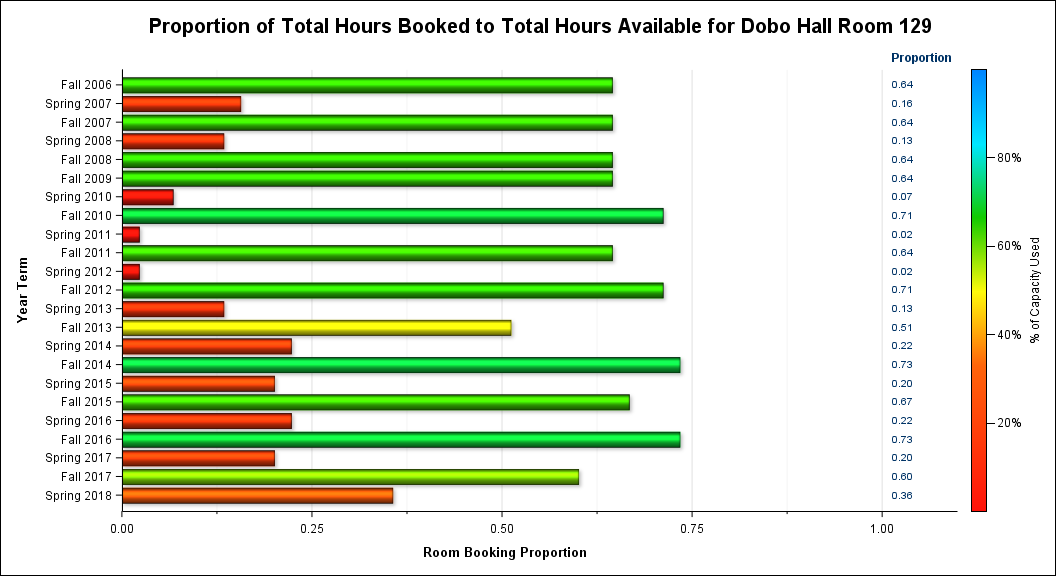 Proportion of Total Hours Booked to Total Hours Available for Dobo Hall Room 129
Proportion
Fall 2006 0.64
Spring 2007 0.16
Fall 2007 0.64
Spring 2008 0.13
Fall 2008 0.64
Fall 2009 0.64
Spring 2010 0.07
Fall 2010 0.71
Spring 2011 0.02
Fall 2011 0.64
Spring 2012 0.02
Fall 2012 0.71
Spring 2013 0.13
Fall 2013 0.51
Spring 2014 0.22
Fall 2014 0.73
Spring 2015 0.20
Fall 2015 0.67
Spring 2016 0.22
Fall 2016 0.73
Spring 2017 0.20
Fall 2017 0.60
Spring 2018 0.36
Year Term
0.00 0.25 0.50 0.75 1.00
Room Booking Proportion
80%
60%
40%
20%
% of Capacity Used